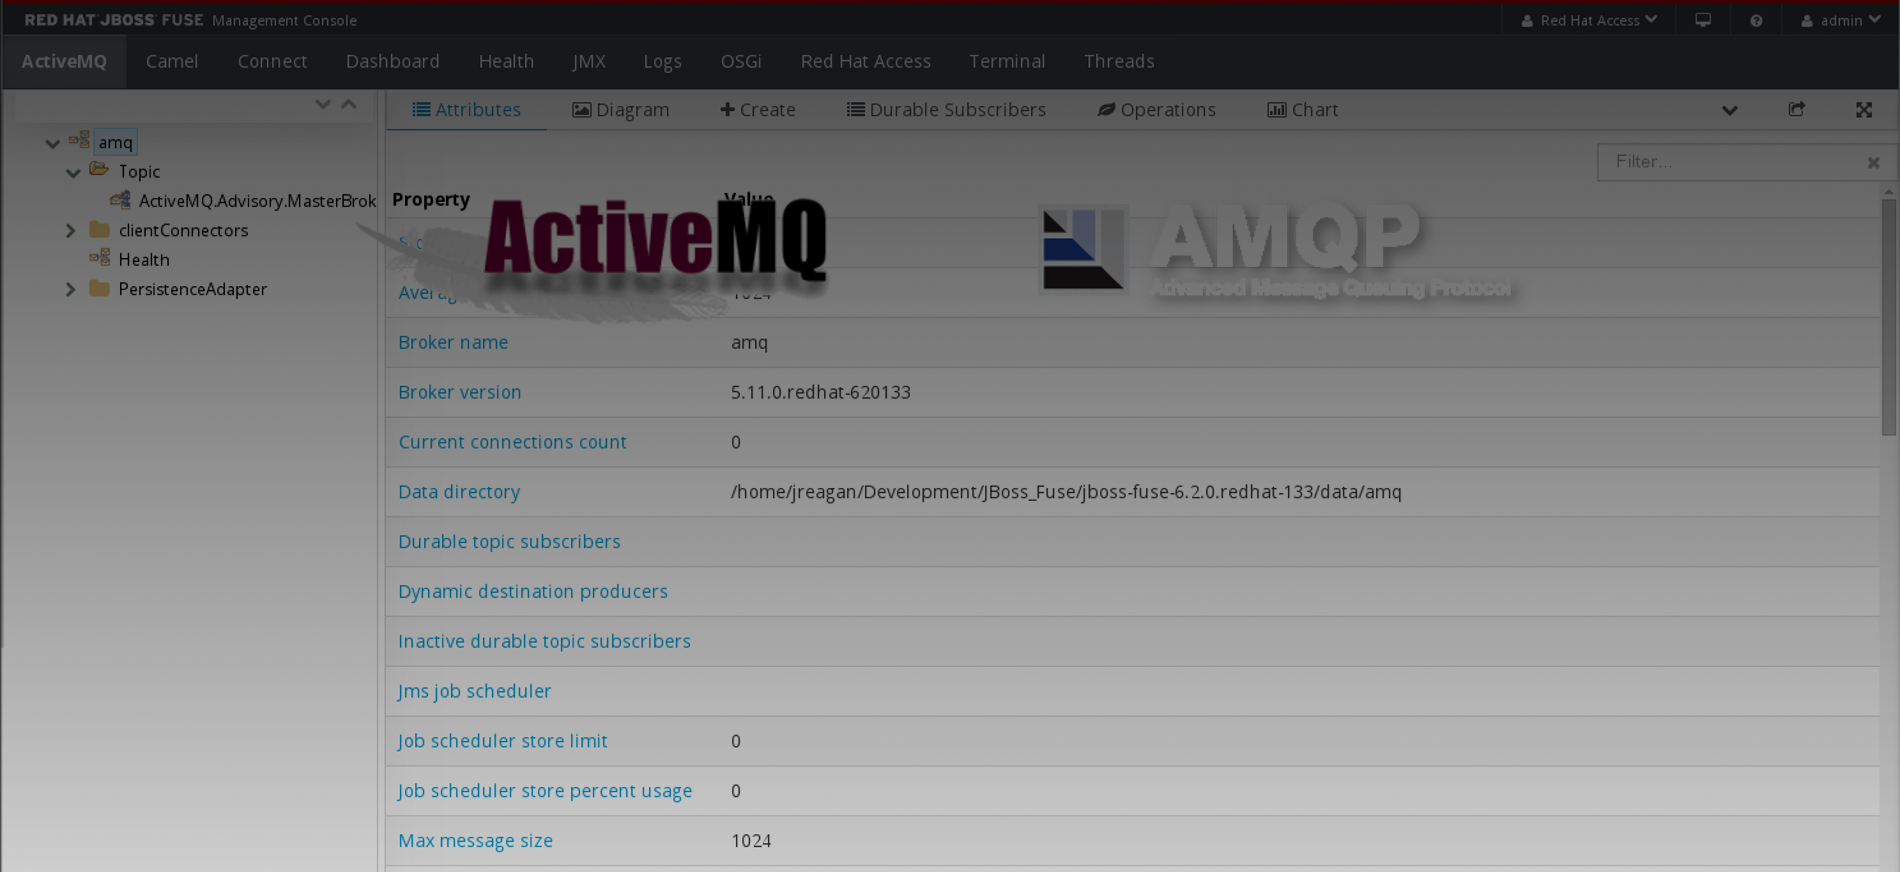 RED HAT JBOSS FUSE Management Console
Red Hat Access
admin
ActiveMQ Camel Connect Dashboard Health JMX Logs OSGi Red Hat Access Terminal Threads
Attributes Diagram Create Durable Subscribers Operations Chart
Filter...
amq
Topic
ActiveMQ.Advisory.MasterBrok
clientConnectors
Health
PersistenceAdapter
Property Value
ActiveMQ
AMQP
Advanced Message Queuing Protocol
1024
Broker name amq
Broker version 5.11.0.redhat-620133
Current connections count 0
Data directory /home/jreagan/Development/JBoss_Fuse/jboss-fuse-6.2.0.redhat-133/data/amq
Durable topic subscribers
Dynamic destination producers
Inactive durable topic subscribers
Jms job scheduler
Job scheduler store limit 0
Job scheduler store percent usage 0
Max message size 1024